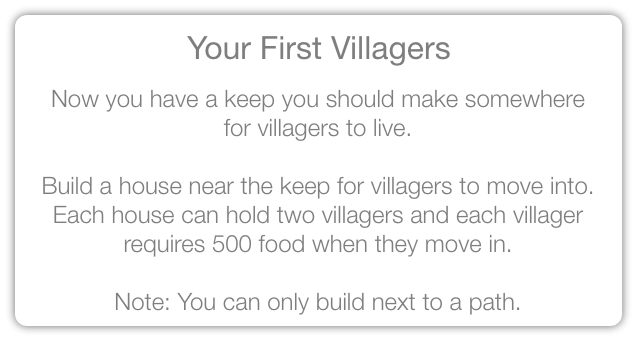 Your First Villagers
Now you have a keep you should make somewhere
for villagers to live.
Build a house near the keep for villagers to move into.
Each house can hold two villagers and each villager
requires 500 food when they move in.
Note: You can only build next to a path.